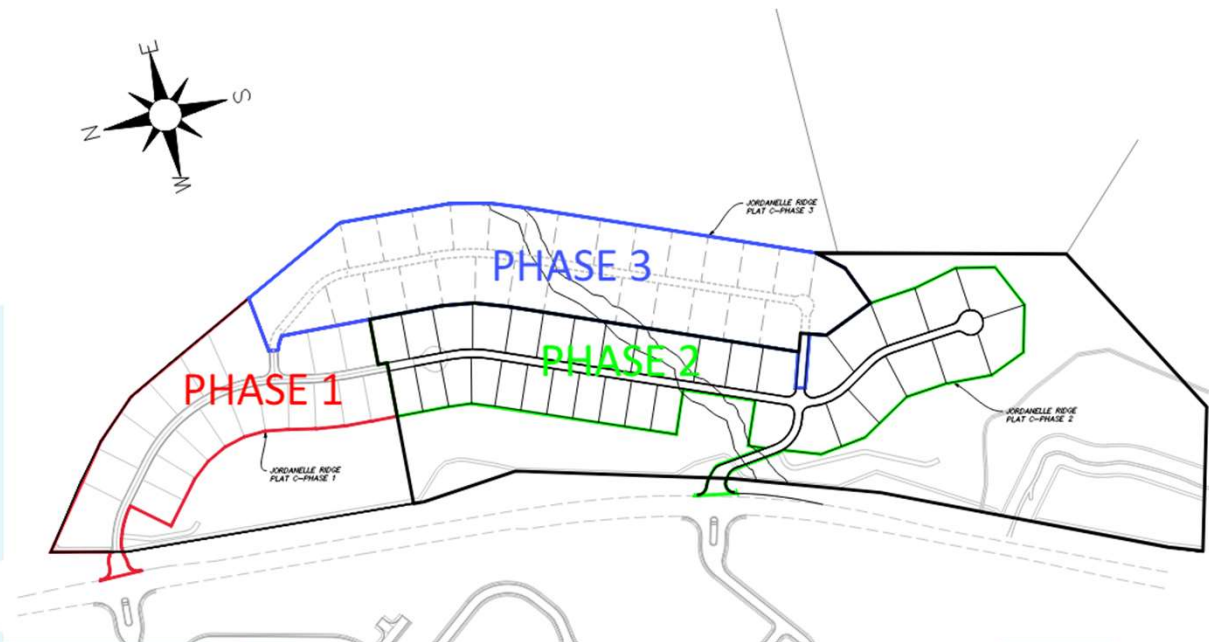 E
S
N
W
JORDANELLE RIDGE
PLAT C-PHASE 3
PHASE 3
PHASE 2
PHASE 1
JORDANELLE RIDGE
PLAT C-PHASE 2
JORDANELLE RIDGE
PLAT C-PHASE 1